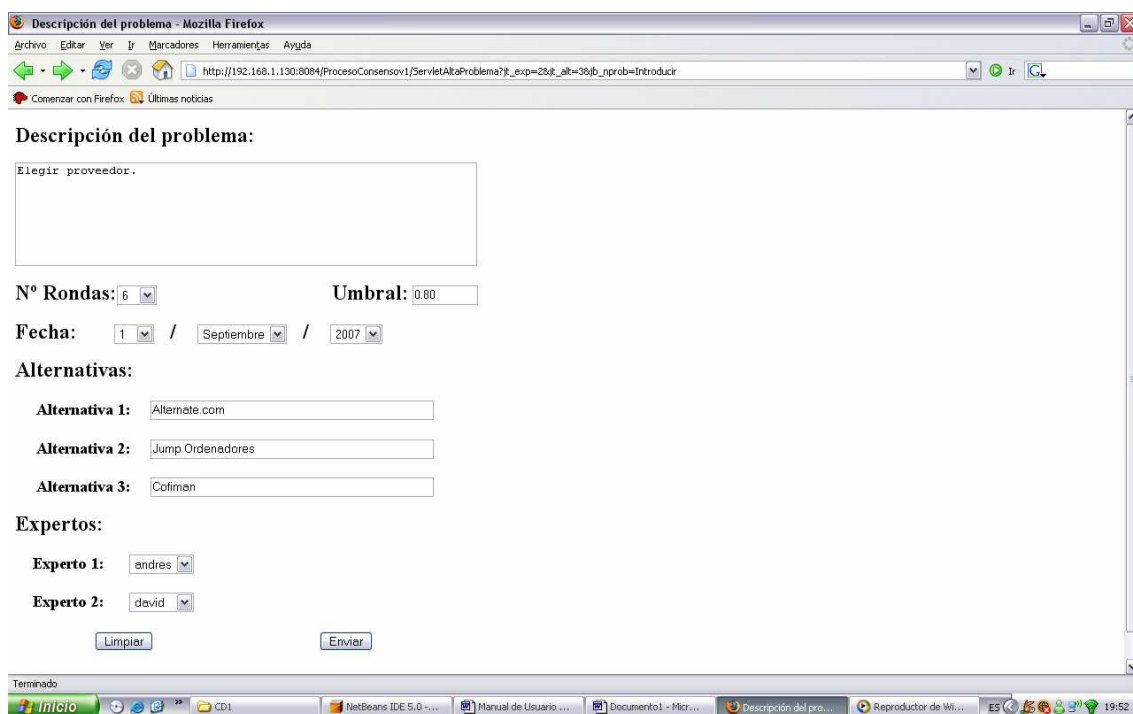 Descripción del problema - Mozilla Firefox
Archivo Editar Ver Ir Marcadores Herramientas Ayuda
http://192.168.1.130:8084/ProcesoConsensov1/ServletAltaProblema?jt_exp=2&jt_alt=3&jb_nprob=Introducir Ir
Comenzar con Firefox Últimas noticias
Descripción del problema:
Elegir proveedor.
Nº Rondas: 6 Umbral: 0.80
Fecha: 1 / Septiembre / 2007
Alternativas:
Alternativa 1: Alternate.com
Alternativa 2: Jump Ordenadores
Alternativa 3: Cofiman
Expertos:
Experto 1: andres
Experto 2: david
Limpiar Enviar
Terminado
Inicio CD1 NetBeans IDE 5.0 -... Manual de Usuario ... Documento1 - Micr... Descripción del pro... Reproductor de Wi... ES 19:52